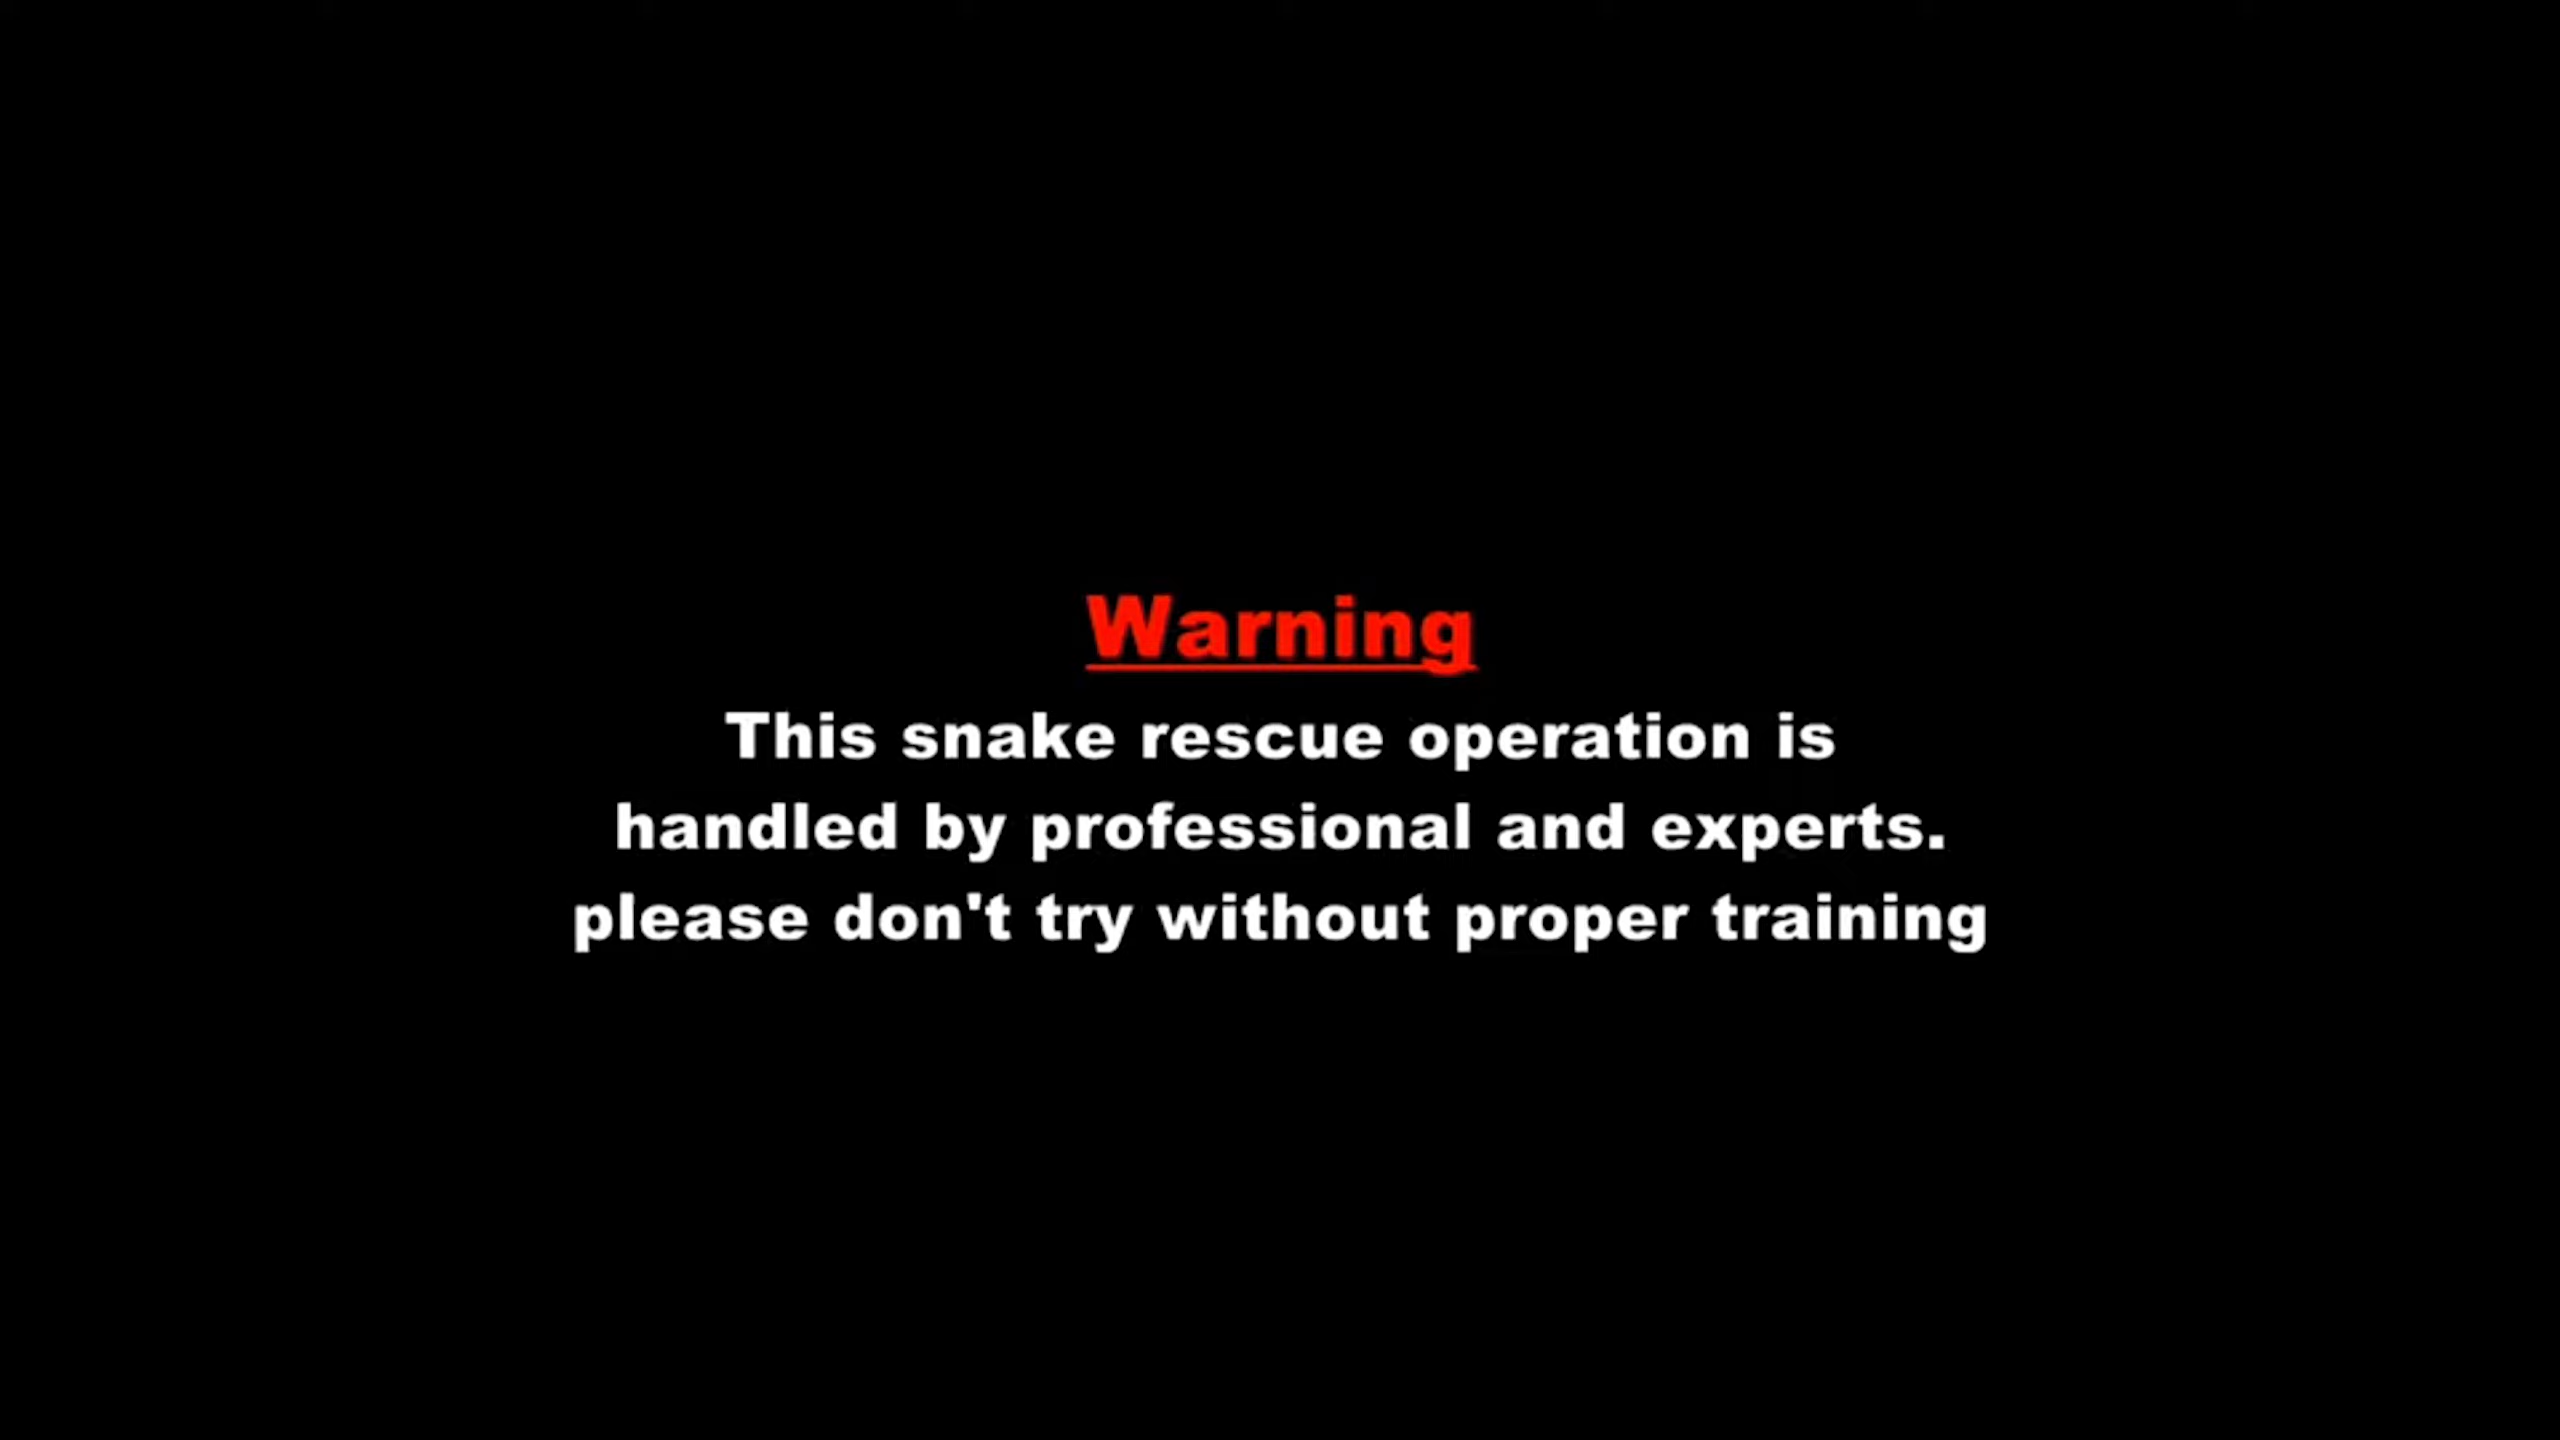 Warning
This snake rescue operation is
handled by professional and experts.
please don't try without proper training